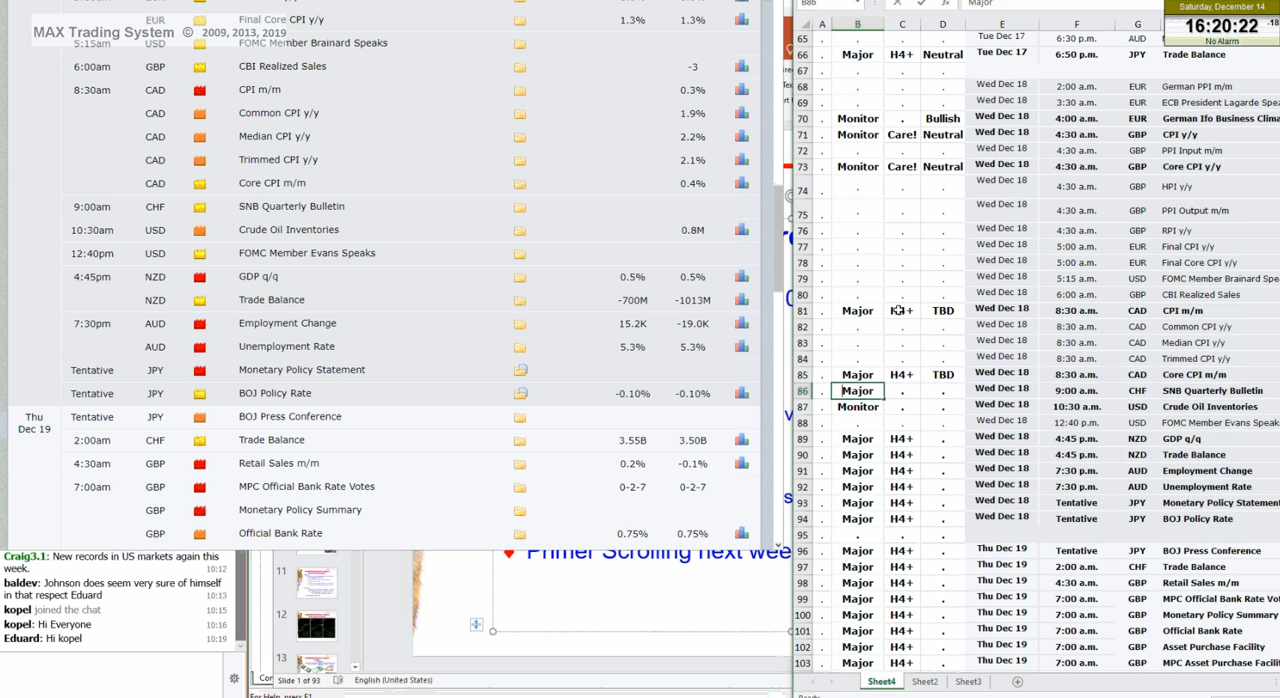 EUR Final Core CPI y/y 1.3% 1.3%
MAX Trading System © 2009, 2013, 2019
5:15am USD FOMC Member Brainard Speaks
6:00am GBP CBI Realized Sales -3
8:30am CAD CPI m/m 0.3%
CAD Common CPI y/y 1.9%
CAD Median CPI y/y 2.2%
CAD Trimmed CPI y/y 2.1%
CAD Core CPI m/m 0.4%
9:00am CHF SNB Quarterly Bulletin
10:30am USD Crude Oil Inventories 0.8M
12:40pm USD FOMC Member Evans Speaks
4:45pm NZD GDP q/q 0.5% 0.5%
NZD Trade Balance -700M -1013M
7:30pm AUD Employment Change 15.2K -19.0K
AUD Unemployment Rate 5.3% 5.3%
Tentative JPY Monetary Policy Statement
Tentative JPY BOJ Policy Rate -0.10% -0.10%
Thu Dec 19 Tentative JPY BOJ Press Conference
2:00am CHF Trade Balance 3.55B 3.50B
4:30am GBP Retail Sales m/m 0.2% -0.1%
7:00am GBP MPC Official Bank Rate Votes 0-2-7 0-2-7
GBP Monetary Policy Summary
GBP Official Bank Rate 0.75% 0.75%
Craig3.1: New records in US markets again this
week. 10:12
baldev: Johnson does seem very sure of himself
in that respect Eduard 10:13
kopel joined the chat 10:15
kopel: Hi Everyone 10:16
Eduard: Hi kopel 10:19
11
12
13
Primer Scrolling next wee
Slide 1 of 93 English (United States)
B86 Major
Saturday, December 14
16:20:22 -18
No Alarm
A B C D E F G
65 . . . . Tue Dec 17 6:30 p.m. AUD
66 . Major H4+ Neutral Tue Dec 17 6:50 p.m. JPY Trade Balance
68 . . . . Wed Dec 18 2:00 a.m. EUR German PPI m/m
69 . . . . Wed Dec 18 3:30 a.m. EUR ECB President Lagarde Spea
70 . Monitor . Bullish Wed Dec 18 4:00 a.m. EUR German Ifo Business Clima
71 . Monitor Care! Neutral Wed Dec 18 4:30 a.m. GBP CPI y/y
72 . . . . Wed Dec 18 4:30 a.m. GBP PPI Input m/m
73 . Monitor Care! Neutral Wed Dec 18 4:30 a.m. GBP Core CPI y/y
74 . . . . Wed Dec 18 4:30 a.m. GBP HPI y/y
75 . . . . Wed Dec 18 4:30 a.m. GBP PPI Output m/m
76 . . . . Wed Dec 18 4:30 a.m. GBP RPI y/y
77 . . . . Wed Dec 18 5:00 a.m. EUR Final CPI y/y
78 . . . . Wed Dec 18 5:00 a.m. EUR Final Core CPI y/y
79 . . . . Wed Dec 18 5:15 a.m. USD FOMC Member Brainard Spe
80 . . . . Wed Dec 18 6:00 a.m. GBP CBI Realized Sales
81 . Major H4+ TBD Wed Dec 18 8:30 a.m. CAD CPI m/m
82 . . . . Wed Dec 18 8:30 a.m. CAD Common CPI y/y
83 . . . . Wed Dec 18 8:30 a.m. CAD Median CPI y/y
84 . . . . Wed Dec 18 8:30 a.m. CAD Trimmed CPI y/y
85 . Major H4+ TBD Wed Dec 18 8:30 a.m. CAD Core CPI m/m
86 . Major . . Wed Dec 18 9:00 a.m. CHF SNB Quarterly Bulletin
87 . Monitor . . Wed Dec 18 10:30 a.m. USD Crude Oil Inventories
88 . . . . Wed Dec 18 12:40 p.m. USD FOMC Member Evans Speak
89 . Major H4+ . Wed Dec 18 4:45 p.m. NZD GDP q/q
90 . Major H4+ . Wed Dec 18 4:45 p.m. NZD Trade Balance
91 . Major H4+ . Wed Dec 18 7:30 p.m. AUD Employment Change
92 . Major H4+ . Wed Dec 18 7:30 p.m. AUD Unemployment Rate
93 . Major H4+ . Wed Dec 18 Tentative JPY Monetary Policy Statement
94 . Major H4+ . Wed Dec 18 Tentative JPY BOJ Policy Rate
95 . . . .
96 . Major H4+ . Thu Dec 19 Tentative JPY BOJ Press Conference
97 . Major H4+ . Thu Dec 19 2:00 a.m. CHF Trade Balance
98 . Major H4+ . Thu Dec 19 4:30 a.m. GBP Retail Sales m/m
99 . Major H4+ . Thu Dec 19 7:00 a.m. GBP MPC Official Bank Rate Vot
100 . Major H4+ . Thu Dec 19 7:00 a.m. GBP Monetary Policy Summary
101 . Major H4+ . Thu Dec 19 7:00 a.m. GBP Official Bank Rate
102 . Major H4+ . Thu Dec 19 7:00 a.m. GBP Asset Purchase Facility
103 . Major H4+ . Thu Dec 19 7:00 a.m. GBP MPC Asset Purchase Facility
Sheet4 Sheet2 Sheet3